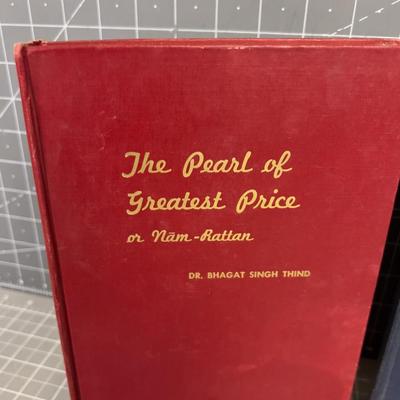 The Pearl of
Greatest Price
or Nām-Rattan
DR. BHAGAT SINGH THIND